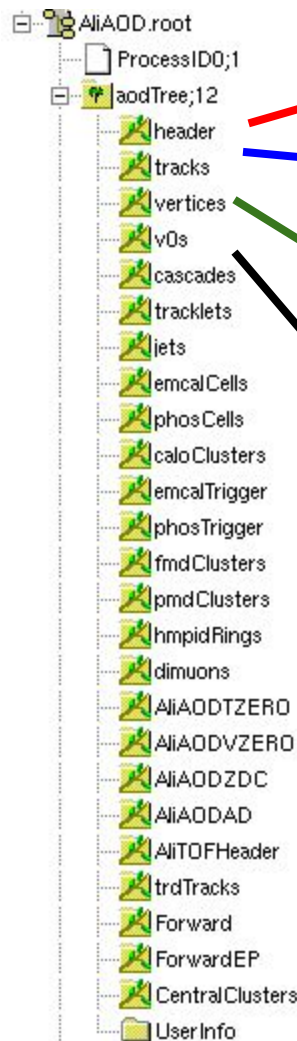 AliAOD.root
ProcessID0;1
aodTree;12
header
tracks
vertices
v0s
cascades
tracklets
jets
emcalCells
phosCells
caloClusters
emcalTrigger
phosTrigger
fmdClusters
pmdClusters
hmpidRings
dimuons
AliAODTZERO
AliAODVZERO
AliAODZDC
AliAODAD
AliTOFHeader
trdTracks
Forward
ForwardEP
CentralClusters
UserInfo